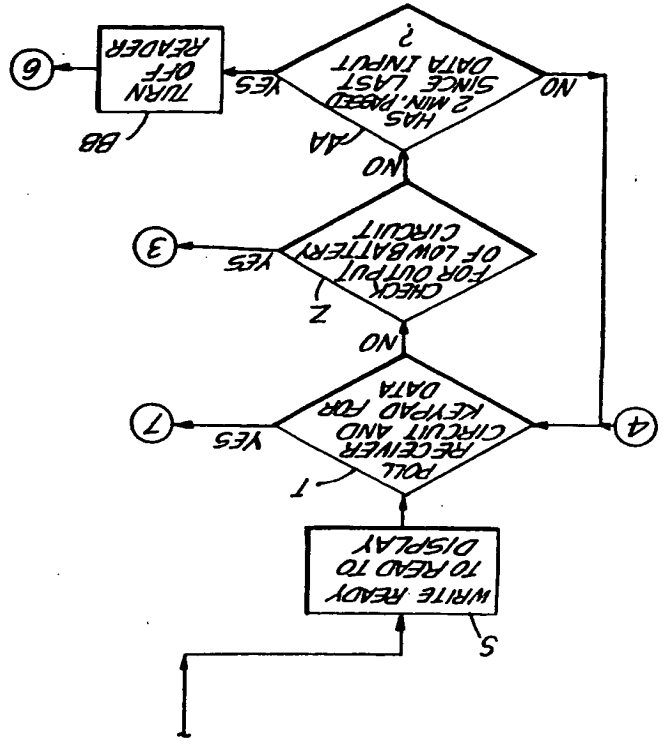 S
WRITE READY
TO READ TO
DISPLAY
T
POLL
RECEIVER
CIRCUIT AND
KEYPAD FOR
DATA
4
YES
7
NO
Z
CHECK
FOR OUTPUT
OF LOW BATTERY
CIRCUIT
YES
3
NO
AA
HAS
2 MIN. PASSED
SINCE LAST
DATA INPUT
?
NO
YES
BB
TURN
OFF
READER
6